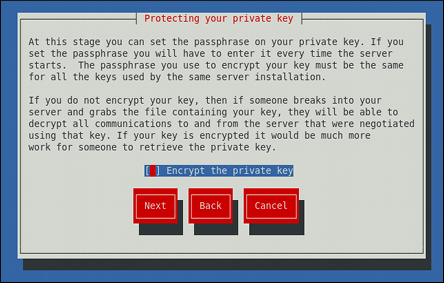 Protecting your private key
At this stage you can set the passphrase on your private key. If you
set the passphrase you will have to enter it every time the server
starts.  The passphrase you use to encrypt your key must be the same
for all the keys used by the same server installation.
If you do not encrypt your key, then if someone breaks into your
server and grabs the file containing your key, they will be able to
decrypt all communications to and from the server that were negotiated
using that key. If your key is encrypted it would be much more
work for someone to retrieve the private key.
[ ] Encrypt the private key
Next Back Cancel